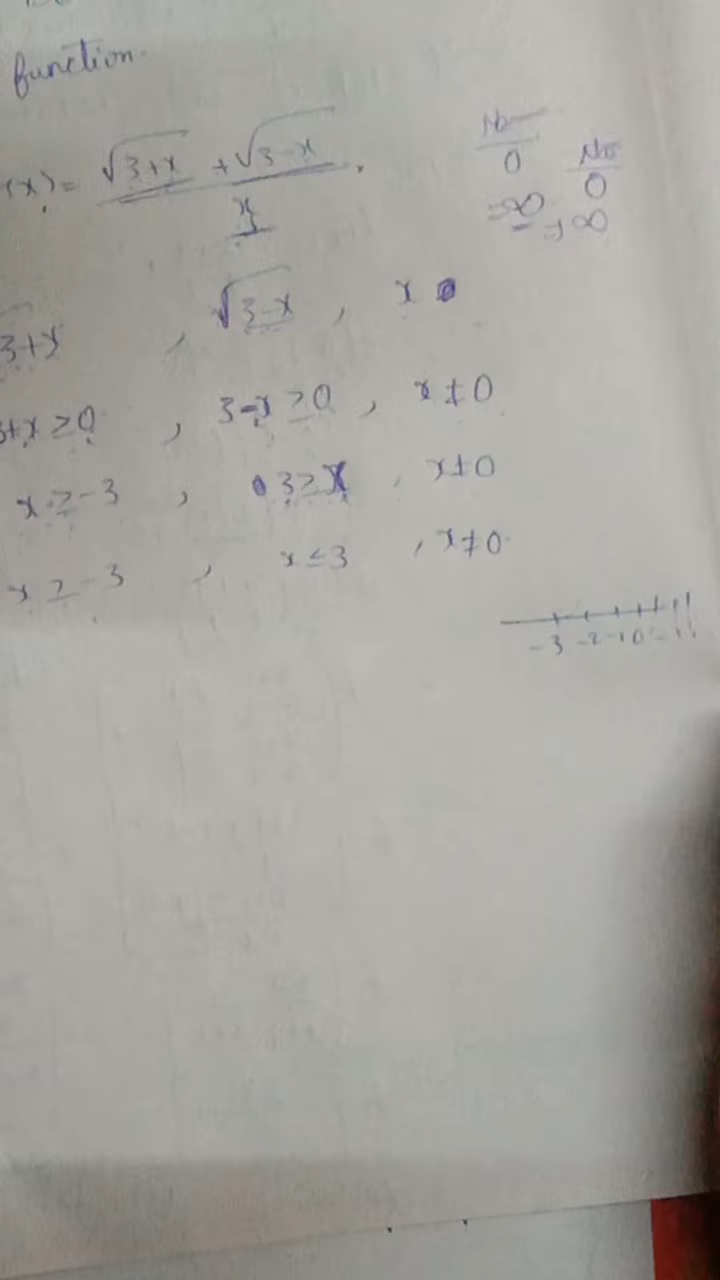 function.
(x) = √3+x + √3-x / x .
No / 0 = ∞
No / 0 = ∞
3+x , √3-x , x
3+x ≥ 0 , 3-x ≥ 0 , x ≠ 0
x ≥ -3 , 3 ≥ x , x ≠ 0
x ≥ -3 , x ≤ 3 , x ≠ 0
-3 -2 -1 0